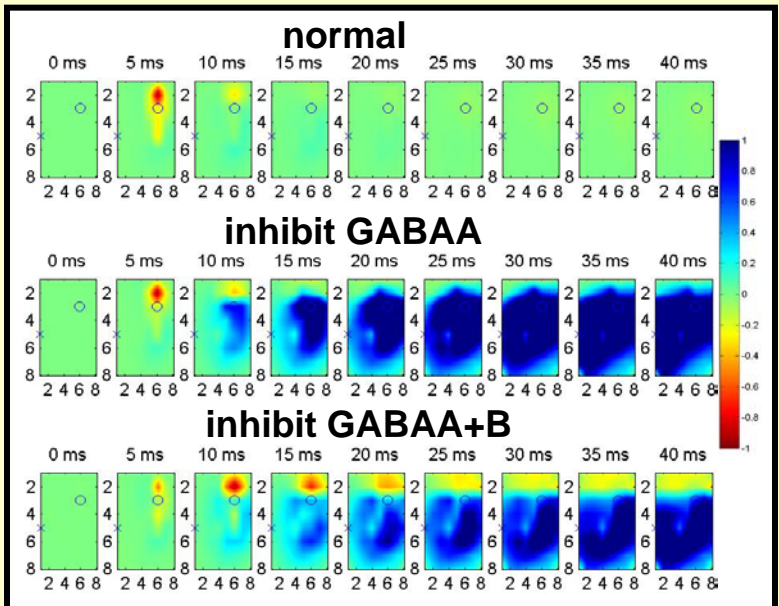 normal
0 ms 5 ms 10 ms 15 ms 20 ms 25 ms 30 ms 35 ms 40 ms
2 2 2 2 2 2 2 2 2
4 4 4 4 4 4 4 4 4
6 6 6 6 6 6 6 6 6
8 8 8 8 8 8 8 8 8
2 4 6 8 2 4 6 8 2 4 6 8 2 4 6 8 2 4 6 8 2 4 6 8 2 4 6 8 2 4 6 8 2 4 6 8
inhibit GABAA
0 ms 5 ms 10 ms 15 ms 20 ms 25 ms 30 ms 35 ms 40 ms
2 2 2 2 2 2 2 2 2
4 4 4 4 4 4 4 4 4
6 6 6 6 6 6 6 6 6
8 8 8 8 8 8 8 8 8
2 4 6 8 2 4 6 8 2 4 6 8 2 4 6 8 2 4 6 8 2 4 6 8 2 4 6 8 2 4 6 8 2 4 6 8
inhibit GABAA+B
0 ms 5 ms 10 ms 15 ms 20 ms 25 ms 30 ms 35 ms 40 ms
2 2 2 2 2 2 2 2 2
4 4 4 4 4 4 4 4 4
6 6 6 6 6 6 6 6 6
8 8 8 8 8 8 8 8 8
2 4 6 8 2 4 6 8 2 4 6 8 2 4 6 8 2 4 6 8 2 4 6 8 2 4 6 8 2 4 6 8 2 4 6 8
1
0.8
0.6
0.4
0.2
0
-0.2
-0.4
-0.6
-0.8
-1